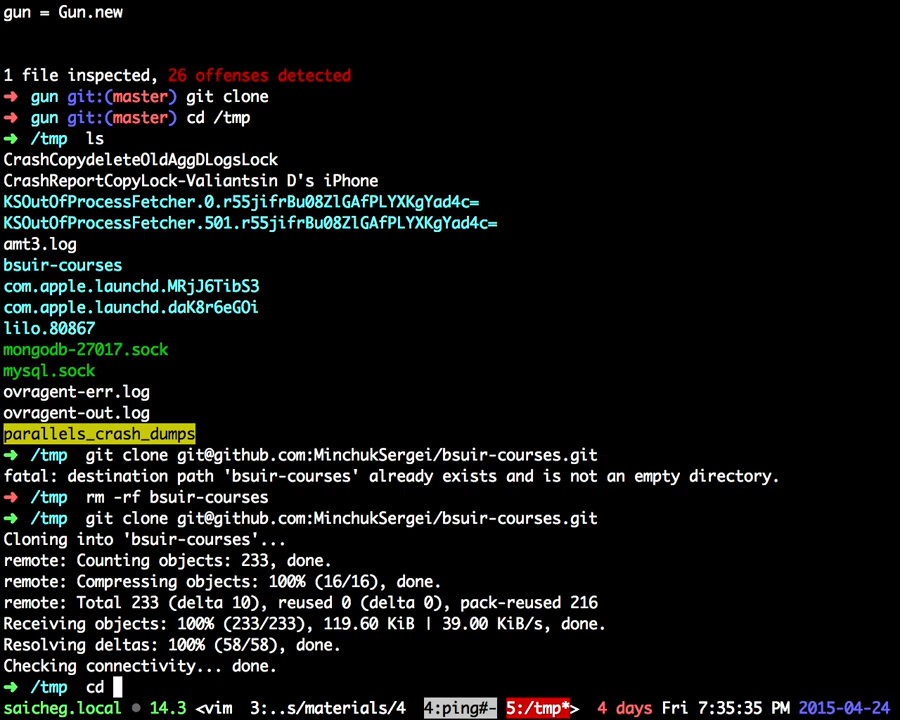 gun = Gun.new
1 file inspected, 26 offenses detected
➜ gun git:(master) git clone
➜ gun git:(master) cd /tmp
➜ /tmp ls
CrashCopydeleteOldAggDLogsLock
CrashReportCopyLock-Valiantsin D's iPhone
KSOutOfProcessFetcher.0.r55jifrBu08ZlGAfPLYXKgYad4c=
KSOutOfProcessFetcher.501.r55jifrBu08ZlGAfPLYXKgYad4c=
amt3.log
bsuir-courses
com.apple.launchd.MRjJ6TibS3
com.apple.launchd.daK8r6eGOi
lilo.80867
mongodb-27017.sock
mysql.sock
ovragent-err.log
ovragent-out.log
parallels_crash_dumps
➜ /tmp git clone git@github.com:MinchukSergei/bsuir-courses.git
fatal: destination path 'bsuir-courses' already exists and is not an empty directory.
➜ /tmp rm -rf bsuir-courses
➜ /tmp git clone git@github.com:MinchukSergei/bsuir-courses.git
Cloning into 'bsuir-courses'...
remote: Counting objects: 233, done.
remote: Compressing objects: 100% (16/16), done.
remote: Total 233 (delta 10), reused 0 (delta 0), pack-reused 216
Receiving objects: 100% (233/233), 119.60 KiB | 39.00 KiB/s, done.
Resolving deltas: 100% (58/58), done.
Checking connectivity... done.
➜ /tmp cd
saicheg.local ● 14.3 <vim 3:..s/materials/4 4:ping#- 5:/tmp*> 4 days Fri 7:35:35 PM 2015-04-24